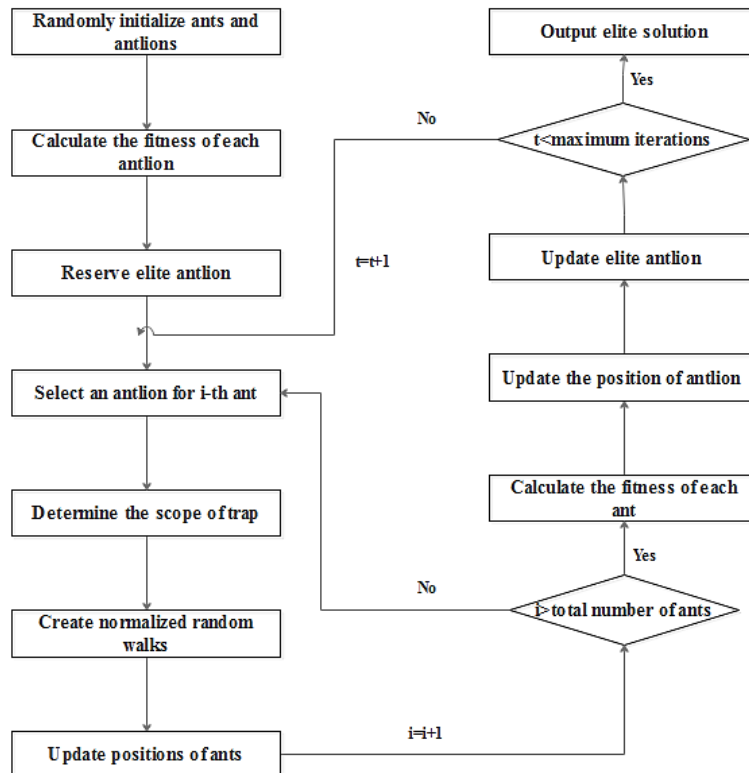 Randomly initialize ants and
antlions
Calculate the fitness of each
antlion
Reserve elite antlion
Select an antlion for i-th ant
Determine the scope of trap
Create normalized random
walks
Update positions of ants
i=i+1
i>total number of ants
No
Yes
Calculate the fitness of each
ant
Update the position of antlion
Update elite antlion
t<maximum iterations
No
t=t+1
Yes
Output elite solution